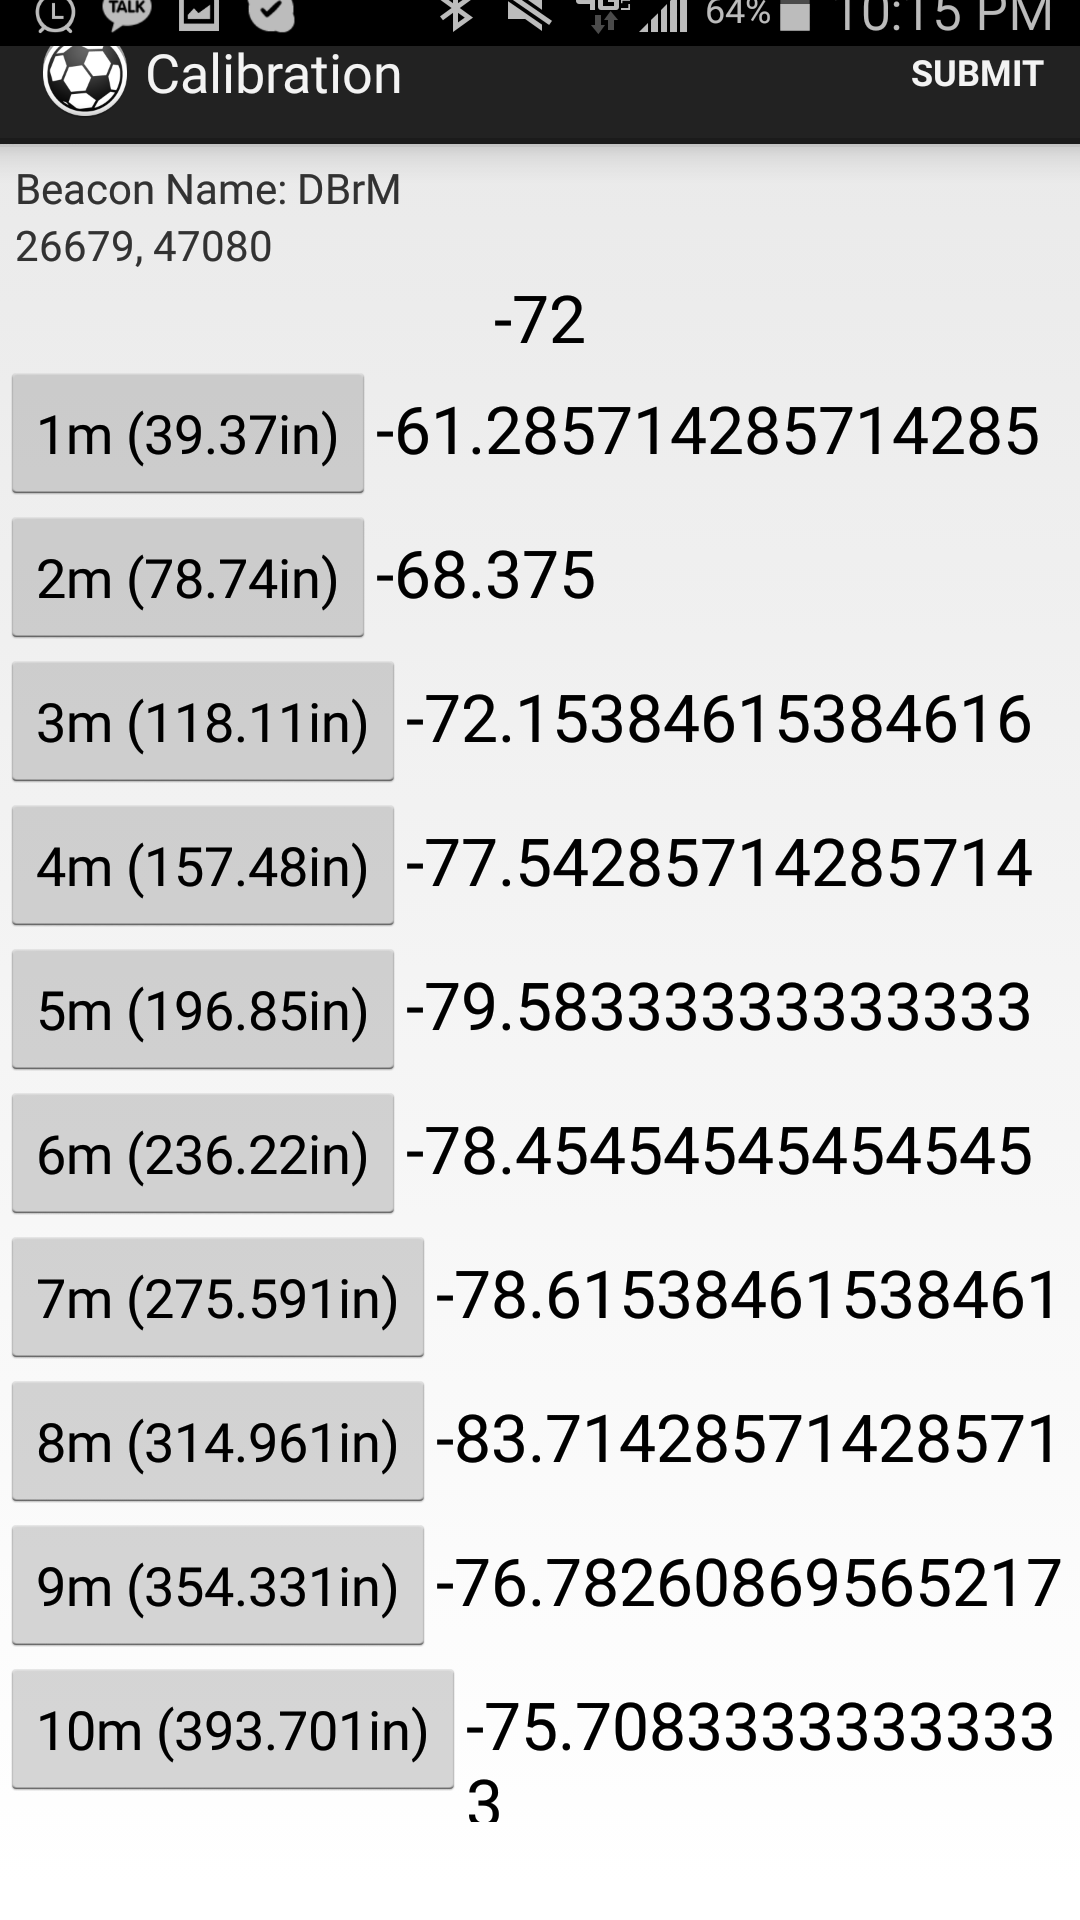 TALK
64% 10:15 PM
Calibration
SUBMIT
Beacon Name: DBrM
26679, 47080
-72
1m (39.37in) -61.285714285714285
2m (78.74in) -68.375
3m (118.11in) -72.15384615384616
4m (157.48in) -77.54285714285714
5m (196.85in) -79.58333333333333
6m (236.22in) -78.45454545454545
7m (275.591in) -78.61538461538461
8m (314.961in) -83.71428571428571
9m (354.331in) -76.78260869565217
10m (393.701in) -75.7083333333333
3